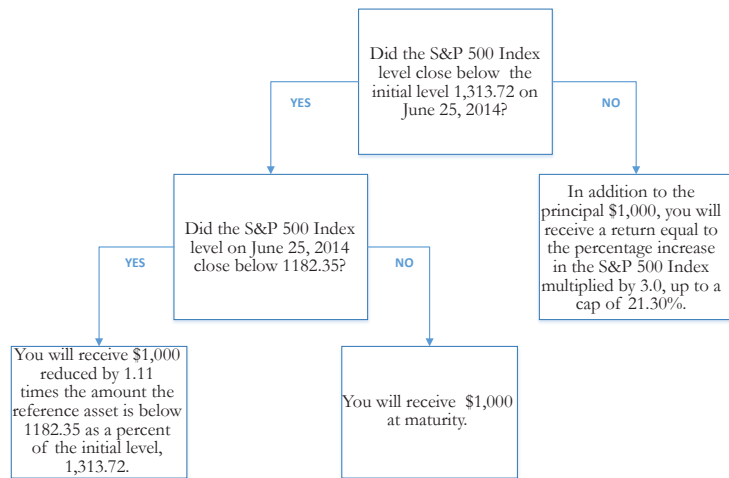 Did the S&P 500 Index
level close below the
initial level 1,313.72 on
June 25, 2014?
YES
NO
Did the S&P 500 Index
level on June 25, 2014
close below 1182.35?
In addition to the
principal $1,000, you will
receive a return equal to
the percentage increase
in the S&P 500 Index
multiplied by 3.0, up to a
cap of 21.30%.
YES
NO
You will receive $1,000
reduced by 1.11
times the amount the
reference asset is below
1182.35 as a percent
of the initial level,
1,313.72.
You will receive $1,000
at maturity.